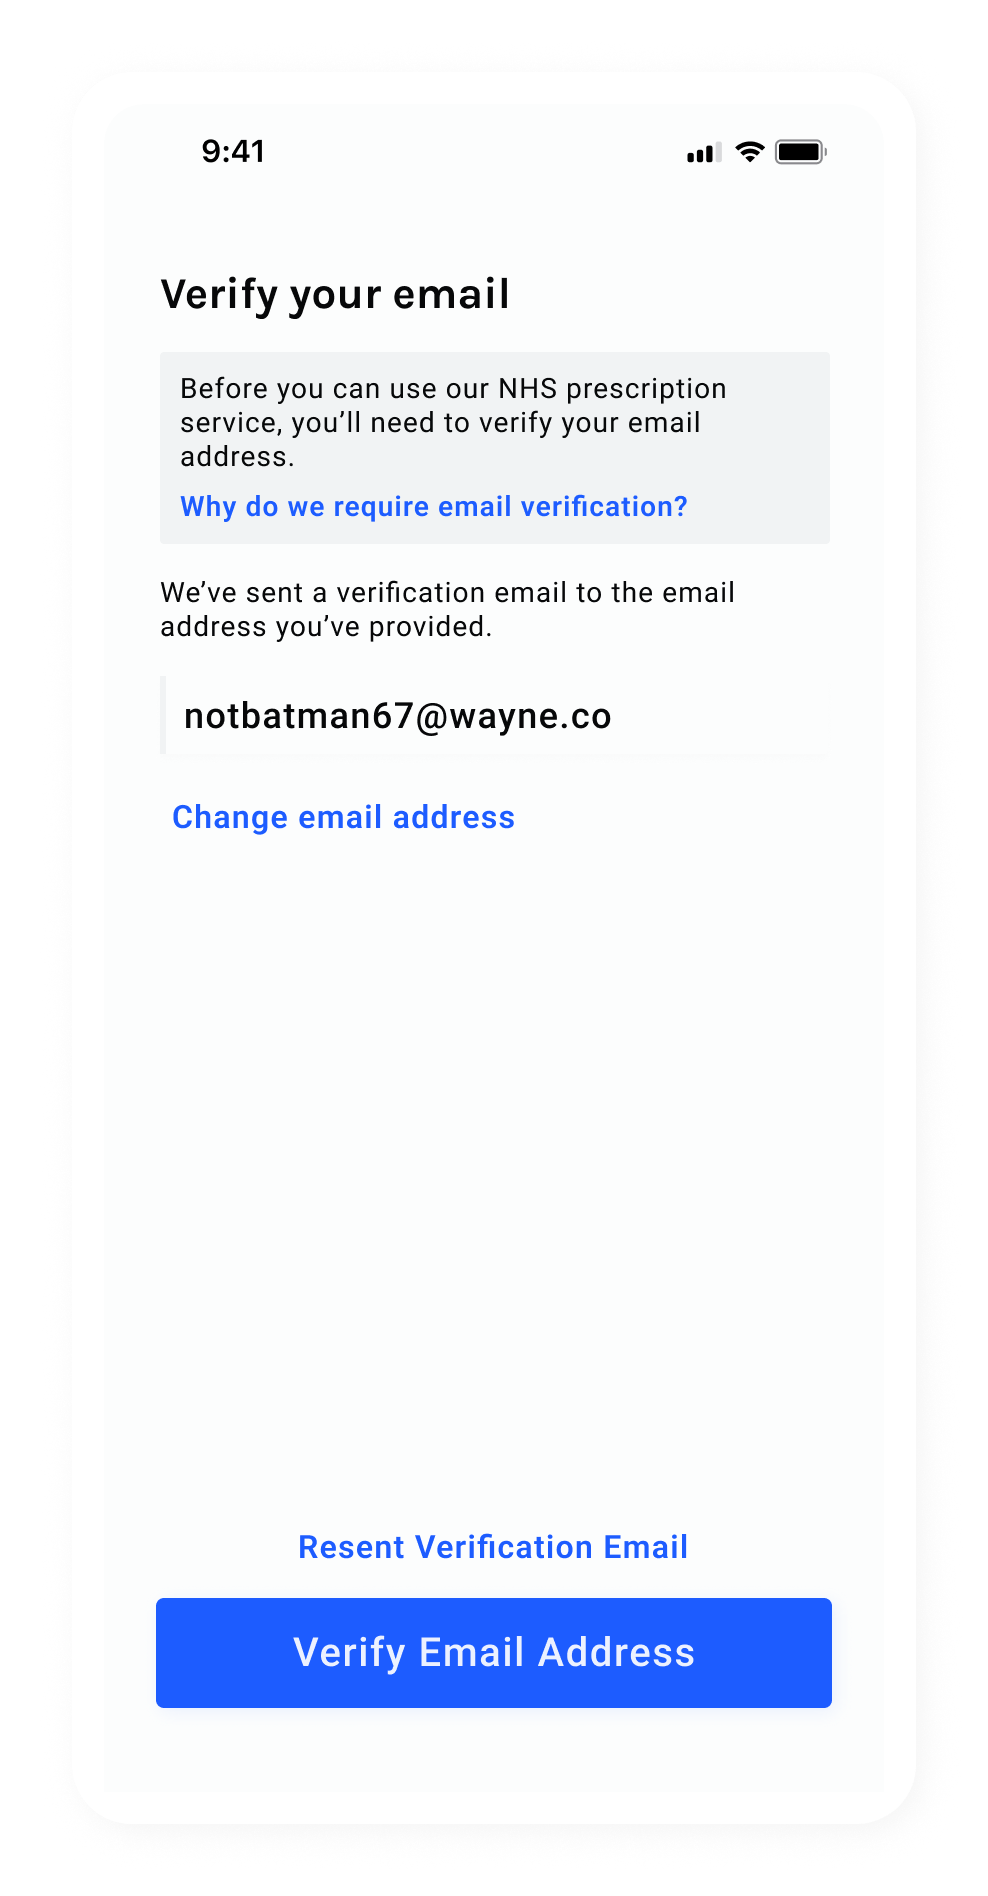 9:41
Verify your email
Before you can use our NHS prescription
service, you’ll need to verify your email
address.
Why do we require email verification?
We’ve sent a verification email to the email
address you’ve provided.
notbatman67@wayne.co
Change email address
Resent Verification Email
Verify Email Address